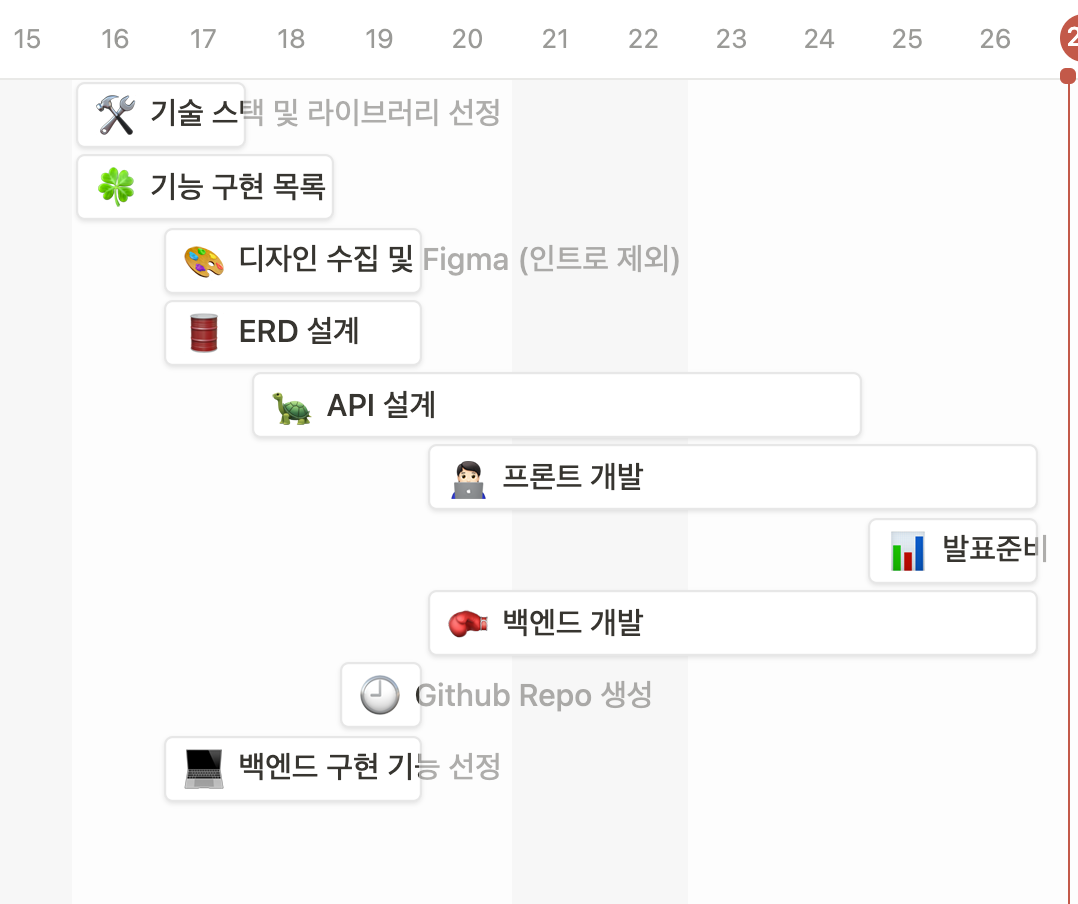 15 16 17 18 19 20 21 22 23 24 25 26
기술 스택 및 라이브러리 선정
기능 구현 목록
디자인 수집 및 Figma (인트로 제외)
ERD 설계
API 설계
프론트 개발
발표준비
백엔드 개발
Github Repo 생성
백엔드 구현 기능 선정